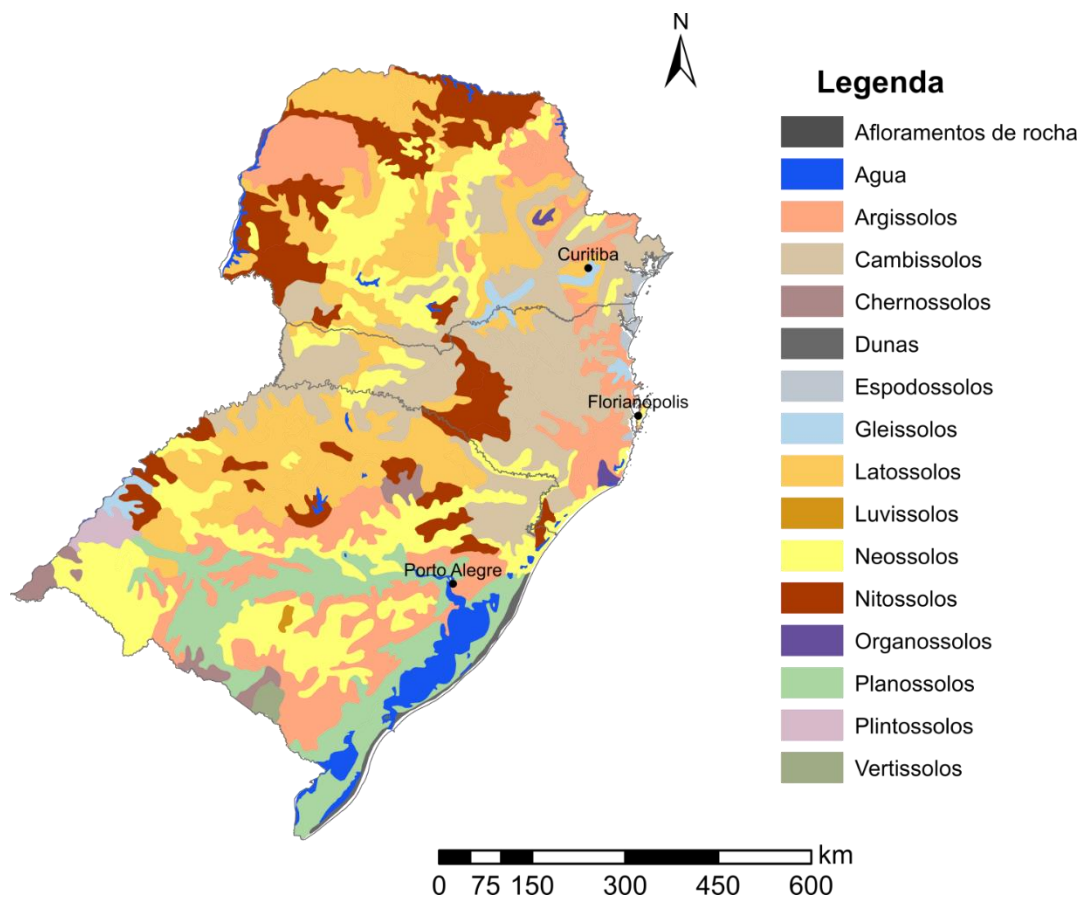 N
Legenda
Afloramentos de rocha
Agua
Argissolos
Cambissolos
Chernossolos
Dunas
Espodossolos
Gleissolos
Latossolos
Luvissolos
Neossolos
Nitossolos
Organossolos
Planossolos
Plintossolos
Vertissolos
Curitiba
Florianópolis
Porto Alegre
km
0 75 150 300 450 600